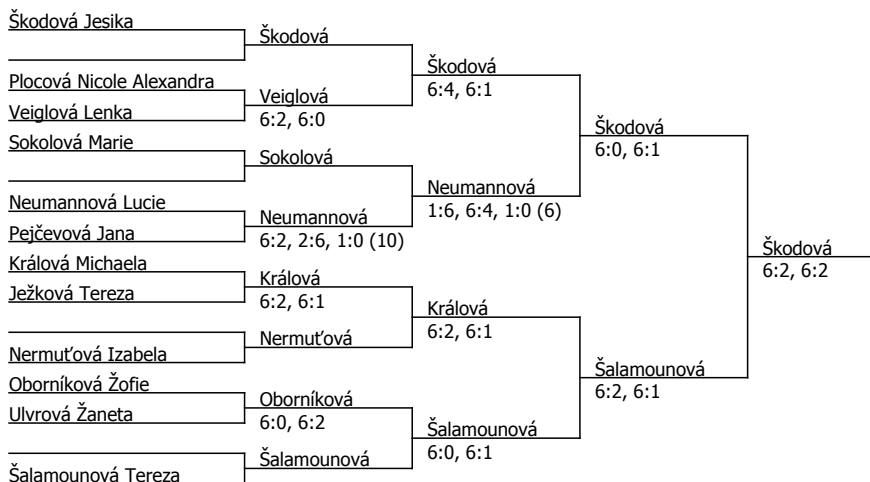 Škodová Jesika
Škodová
Škodová
6:4, 6:1
Plocová Nicole Alexandra
Veiglová
6:2, 6:0
Veiglová Lenka
Škodová
6:0, 6:1
Sokolová Marie
Sokolová
Neumannová
1:6, 6:4, 1:0 (6)
Neumannová Lucie
Neumannová
6:2, 2:6, 1:0 (10)
Pejčevová Jana
Škodová
6:2, 6:2
Králová Michaela
Králová
6:2, 6:1
Ježková Tereza
Králová
6:2, 6:1
Nermuťová
Nermuťová Izabela
Šalamounová
6:2, 6:1
Oborníková Žofie
Oborníková
6:0, 6:2
Ulvrová Žaneta
Šalamounová
6:0, 6:1
Šalamounová
Šalamounová Tereza